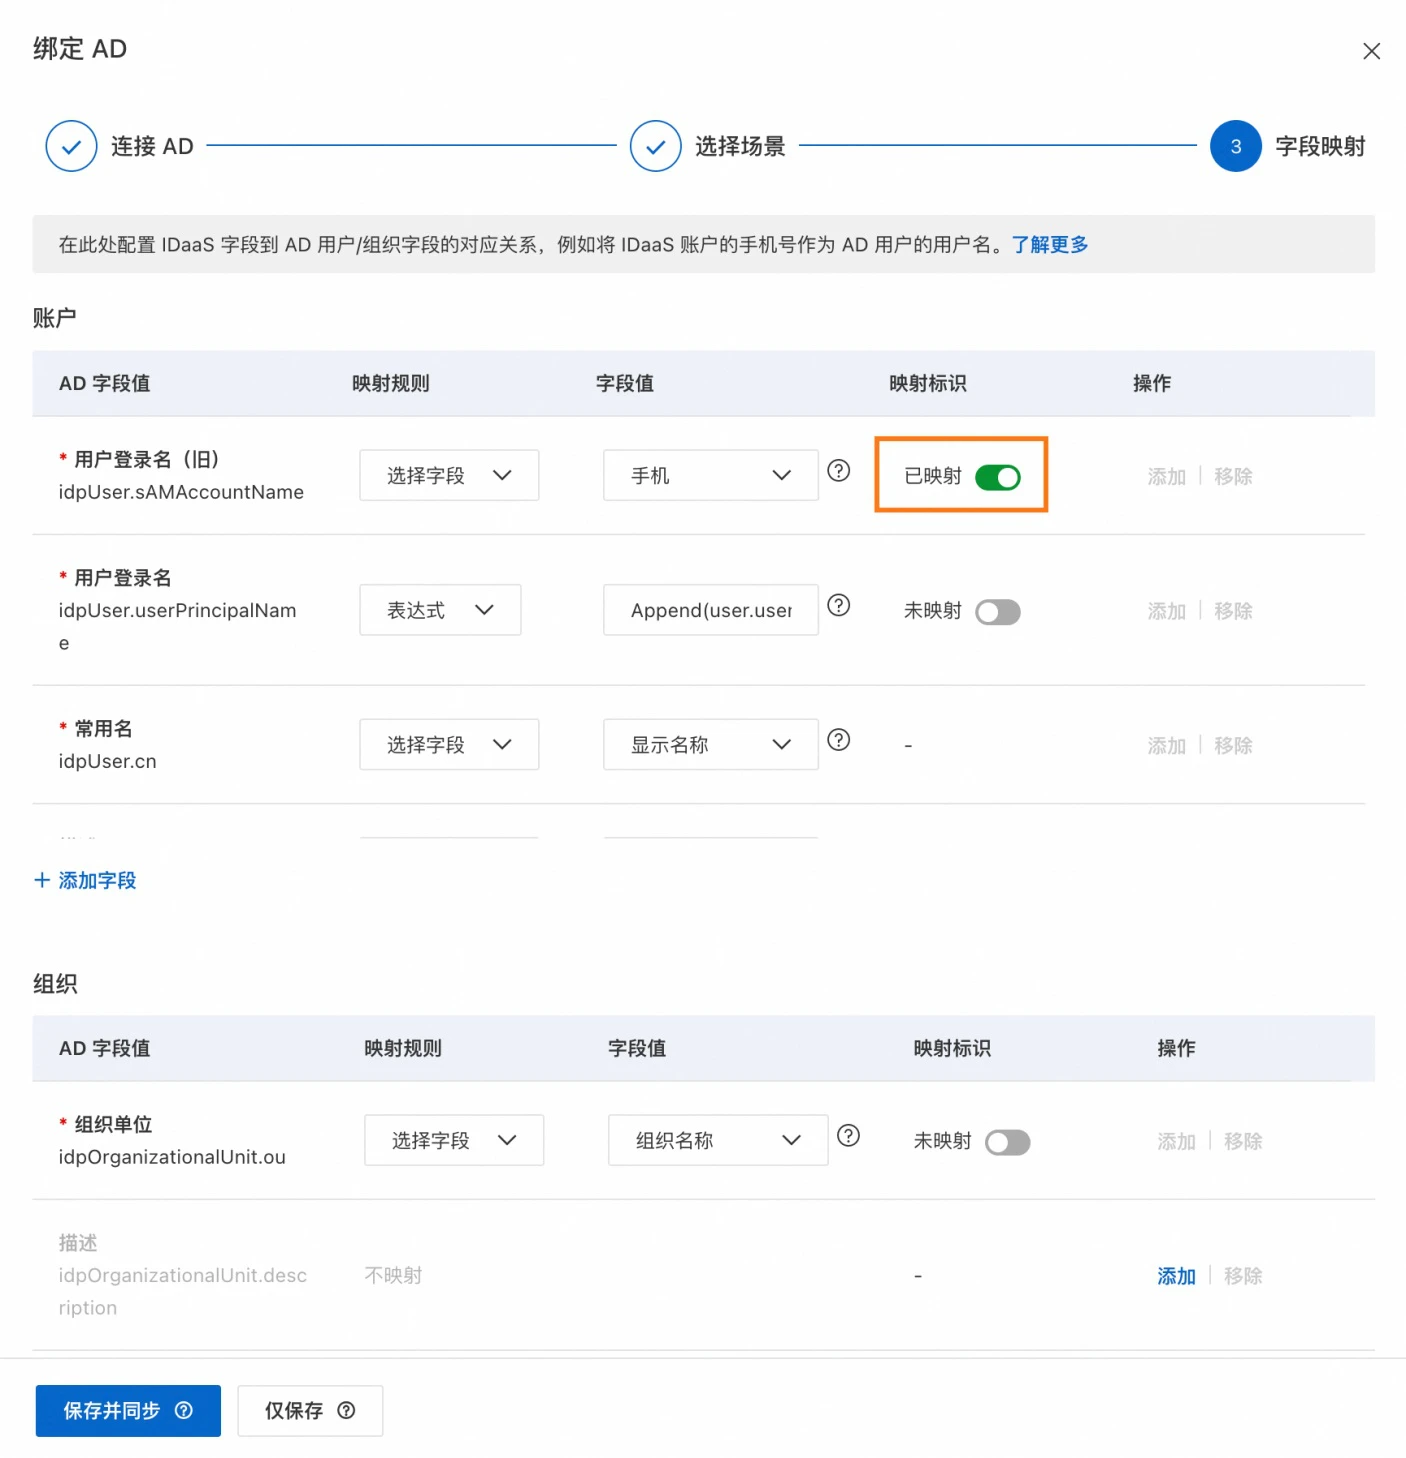 绑定 AD
连接 AD
选择场景
3 字段映射
在此处配置 IDaaS 字段到 AD 用户/组织字段的对应关系，例如将 IDaaS 账户的手机号作为 AD 用户的用户名。了解更多
账户
AD 字段值 映射规则 字段值 映射标识 操作
* 用户登录名（旧）
idpUser.sAMAccountName
选择字段 手机 已映射 添加 | 移除
* 用户登录名
idpUser.userPrincipalNam
e
表达式 Append(user.user 未映射 添加 | 移除
* 常用名
idpUser.cn
选择字段 显示名称 - 添加 | 移除
+ 添加字段
组织
AD 字段值 映射规则 字段值 映射标识 操作
* 组织单位
idpOrganizationalUnit.ou
选择字段 组织名称 未映射 添加 | 移除
描述
idpOrganizationalUnit.desc
ription
不映射 - 添加 | 移除
保存并同步 仅保存